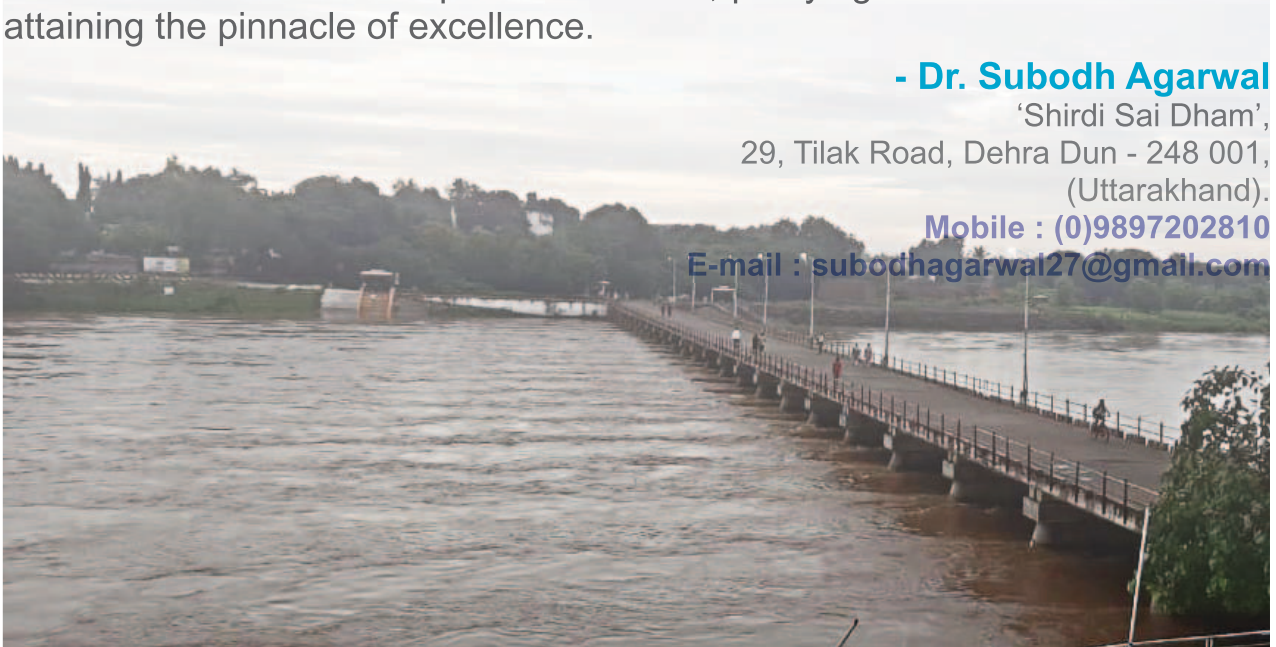 attaining the pinnacle of excellence.
- Dr. Subodh Agarwal
‘Shirdi Sai Dham’,
29, Tilak Road, Dehra Dun - 248 001,
(Uttarakhand).
Mobile : (0)9897202810
E-mail : subodhagarwal27@gmail.com